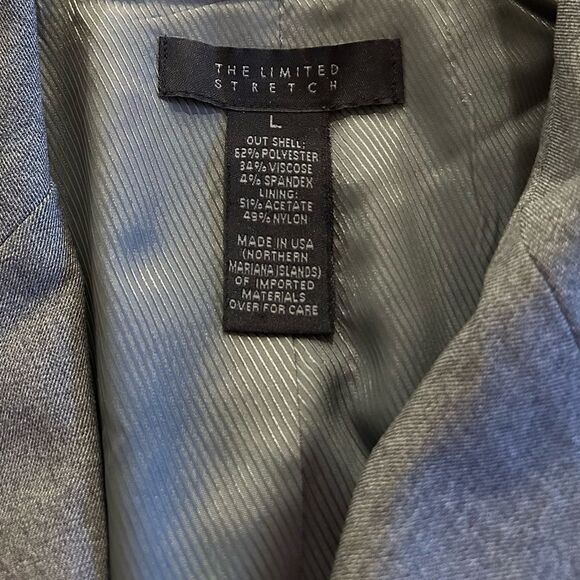 THE LIMITED
STRETCH
L
OUT SHELL:
62% POLYESTER
34% VISCOSE
4% SPANDEX
LINING:
51% ACETATE
49% NYLON
MADE IN USA
(NORTHERN
MARIANA ISLANDS)
OF IMPORTED
MATERIALS
OVER FOR CARE